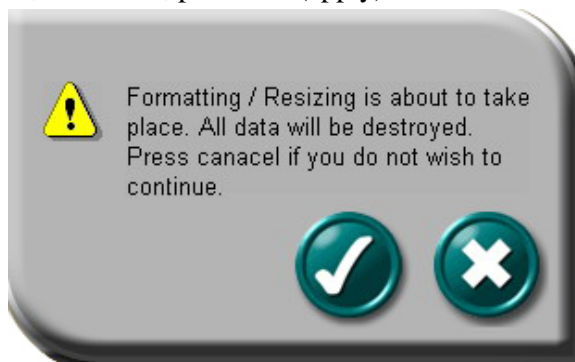 Formatting / Resizing is about to take
place. All data will be destroyed.
Press canacel if you do not wish to
continue.